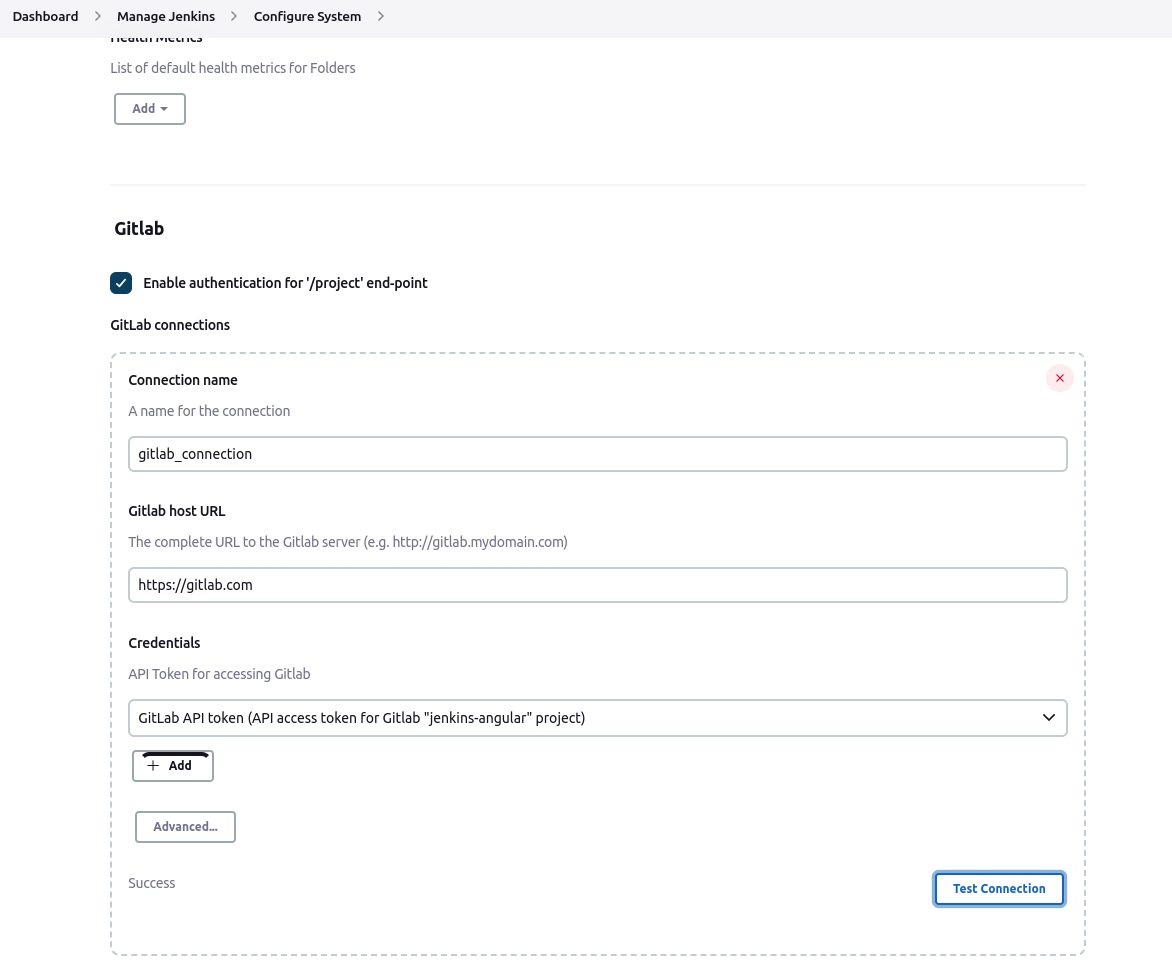 Dashboard
Manage Jenkins
Configure System
Health Metrics
List of default health metrics for Folders
Add
Gitlab
Enable authentication for '/project' end-point
GitLab connections
Connection name
A name for the connection
gitlab_connection
Gitlab host URL
The complete URL to the Gitlab server (e.g. http://gitlab.mydomain.com)
https://gitlab.com
Credentials
API Token for accessing Gitlab
GitLab API token (API access token for Gitlab "jenkins-angular" project)
+ Add
Advanced...
Success
Test Connection